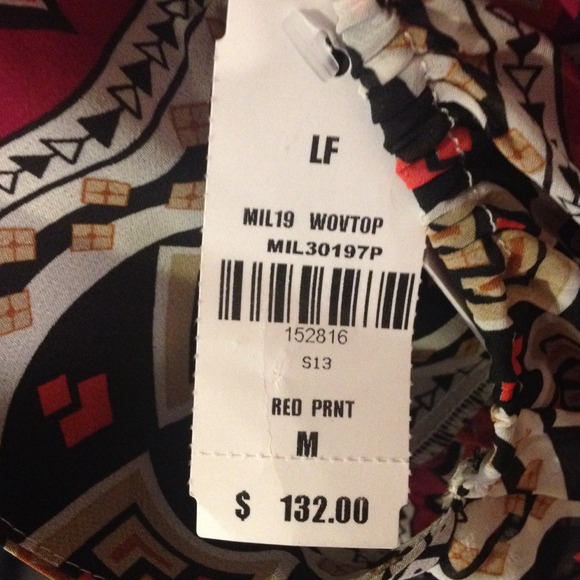 LF
MIL19 WOVTOP
MIL30197P
152816
S13
RED PRNT
M
$ 132.00